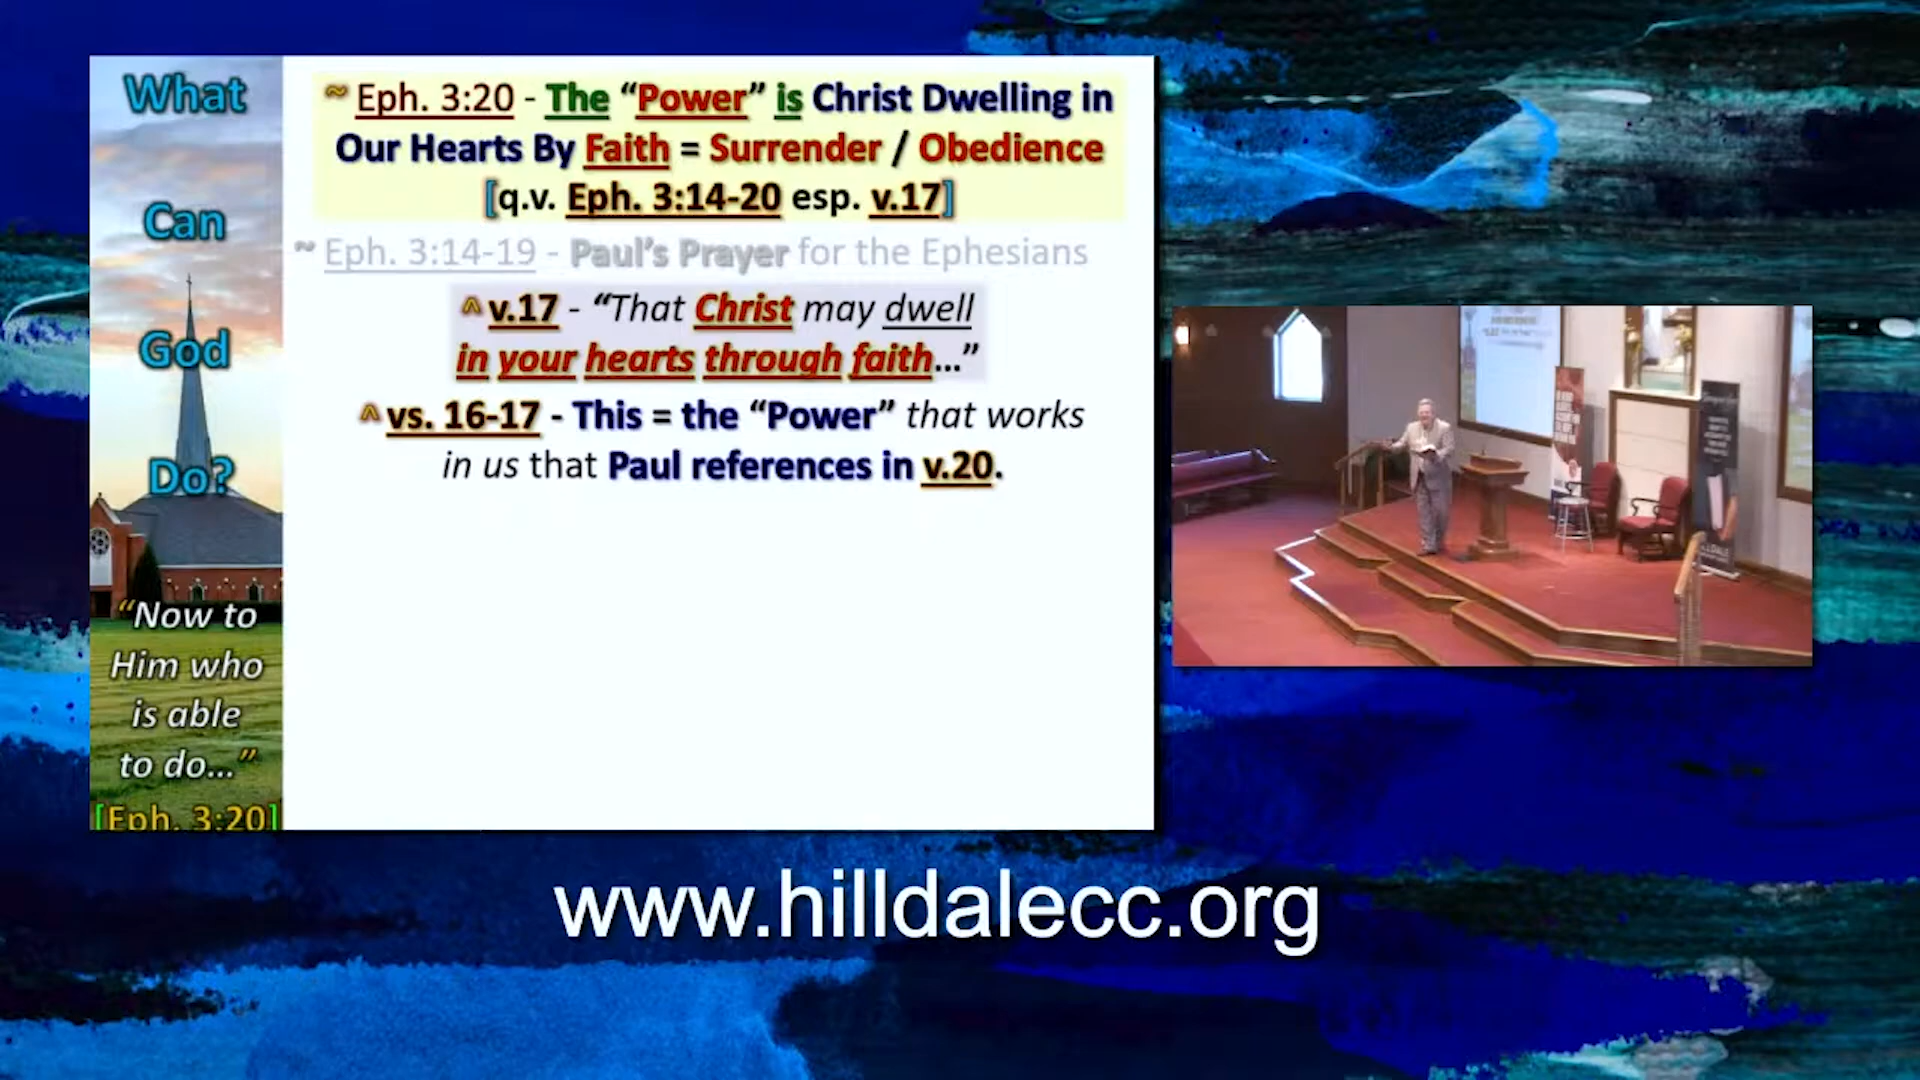 What
Can
God
Do?
“Now to
Him who
is able
to do...”
[Eph. 3:20]
~ Eph. 3:20 - The “Power” is Christ Dwelling in
Our Hearts By Faith = Surrender / Obedience
[q.v. Eph. 3:14-20 esp. v.17]
~ Eph. 3:14-19 - Paul’s Prayer for the Ephesians
^ v.17 - “That Christ may dwell
in your hearts through faith...”
^ vs. 16-17 - This = the “Power” that works
in us that Paul references in v.20.
www.hilldalecc.org